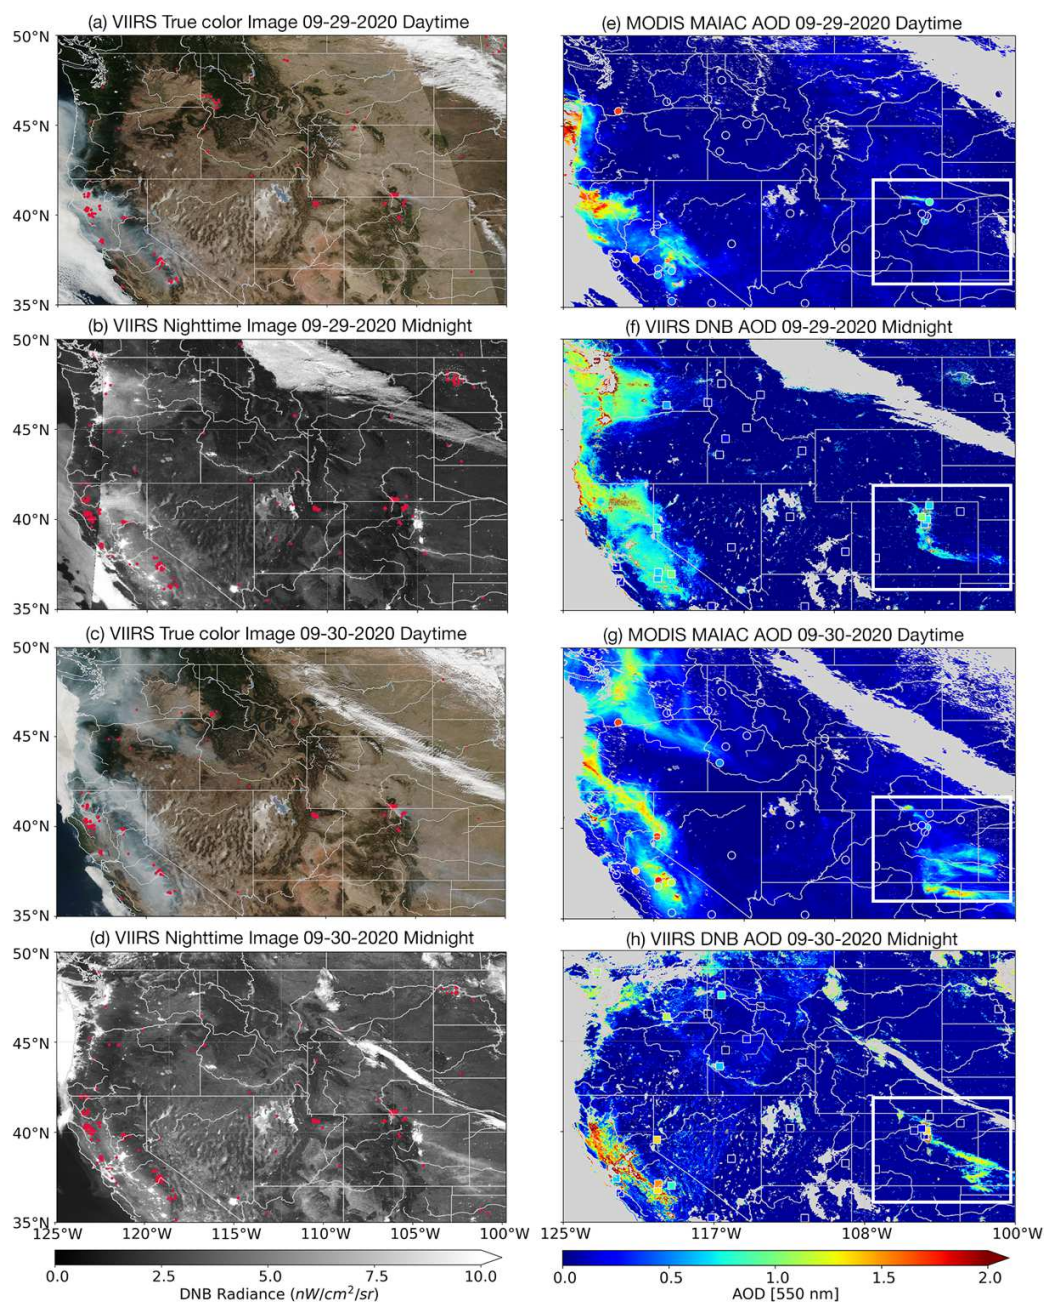 (a) VIIRS True color Image 09-29-2020 Daytime
(e) MODIS MAIAC AOD 09-29-2020 Daytime
50°N
45°N
40°N
35°N
(b) VIIRS Nighttime Image 09-29-2020 Midnight
(f) VIIRS DNB AOD 09-29-2020 Midnight
50°N
45°N
40°N
35°N
(c) VIIRS True color Image 09-30-2020 Daytime
(g) MODIS MAIAC AOD 09-30-2020 Daytime
50°N
45°N
40°N
35°N
(d) VIIRS Nighttime Image 09-30-2020 Midnight
(h) VIIRS DNB AOD 09-30-2020 Midnight
50°N
45°N
40°N
35°N
125°W 120°W 115°W 110°W 105°W 100°W
125°W 117°W 108°W 100°W
0.0 2.5 5.0 7.5 10.0
DNB Radiance (nW/cm²/sr)
0.0 0.5 1.0 1.5 2.0
AOD [550 nm]